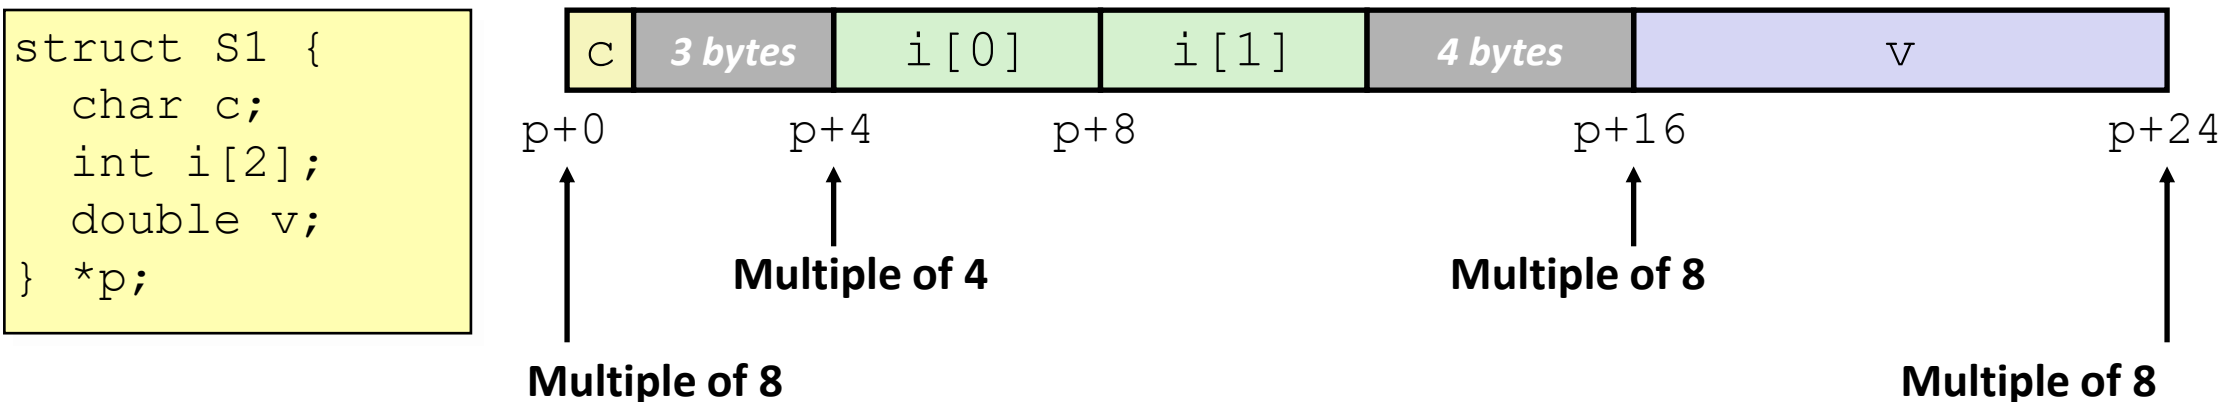 struct S1 {
  char c;
  int i[2];
  double v;
} *p;
c 3 bytes i[0] i[1] 4 bytes v
p+0 p+4 p+8 p+16 p+24
Multiple of 4 Multiple of 8
Multiple of 8 Multiple of 8